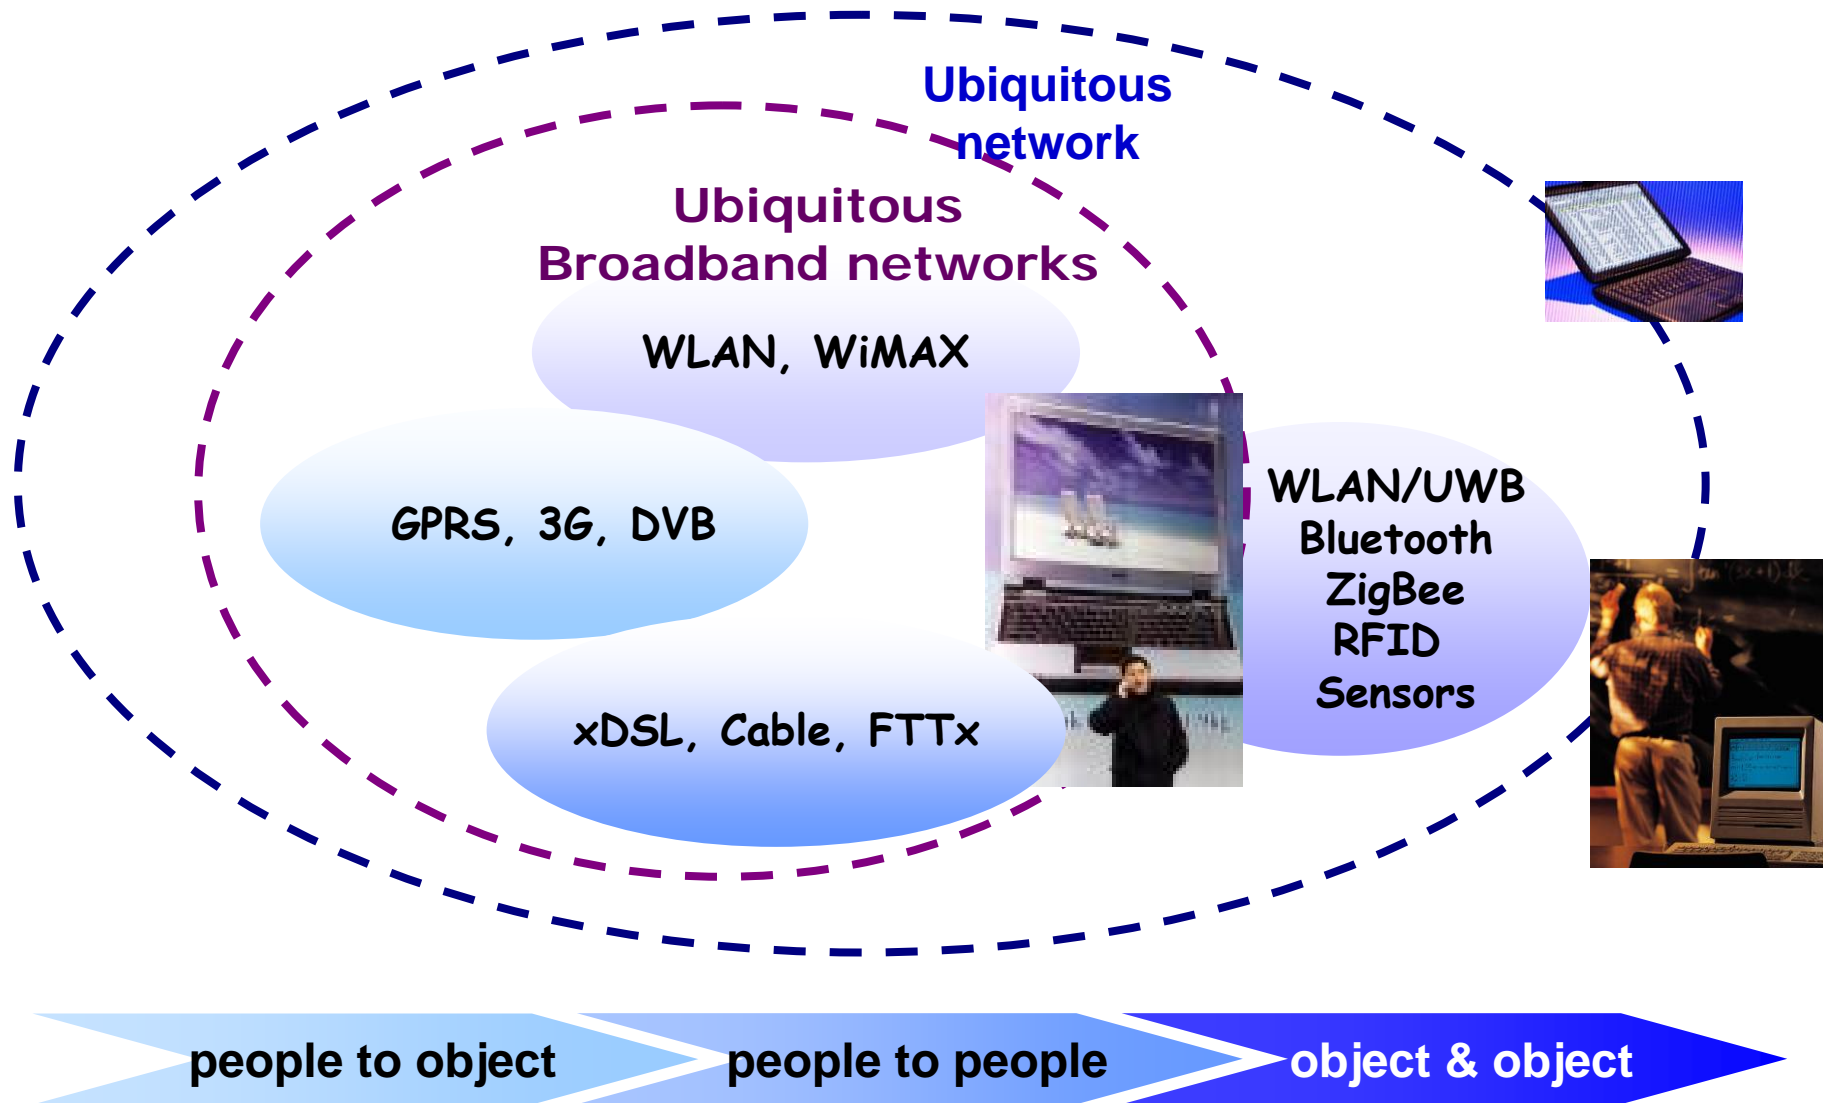 Ubiquitous
network
Ubiquitous
Broadband networks
WLAN, WiMAX
GPRS, 3G, DVB
xDSL, Cable, FTTx
WLAN/UWB
Bluetooth
ZigBee
RFID
Sensors
people to object
people to people
object & object